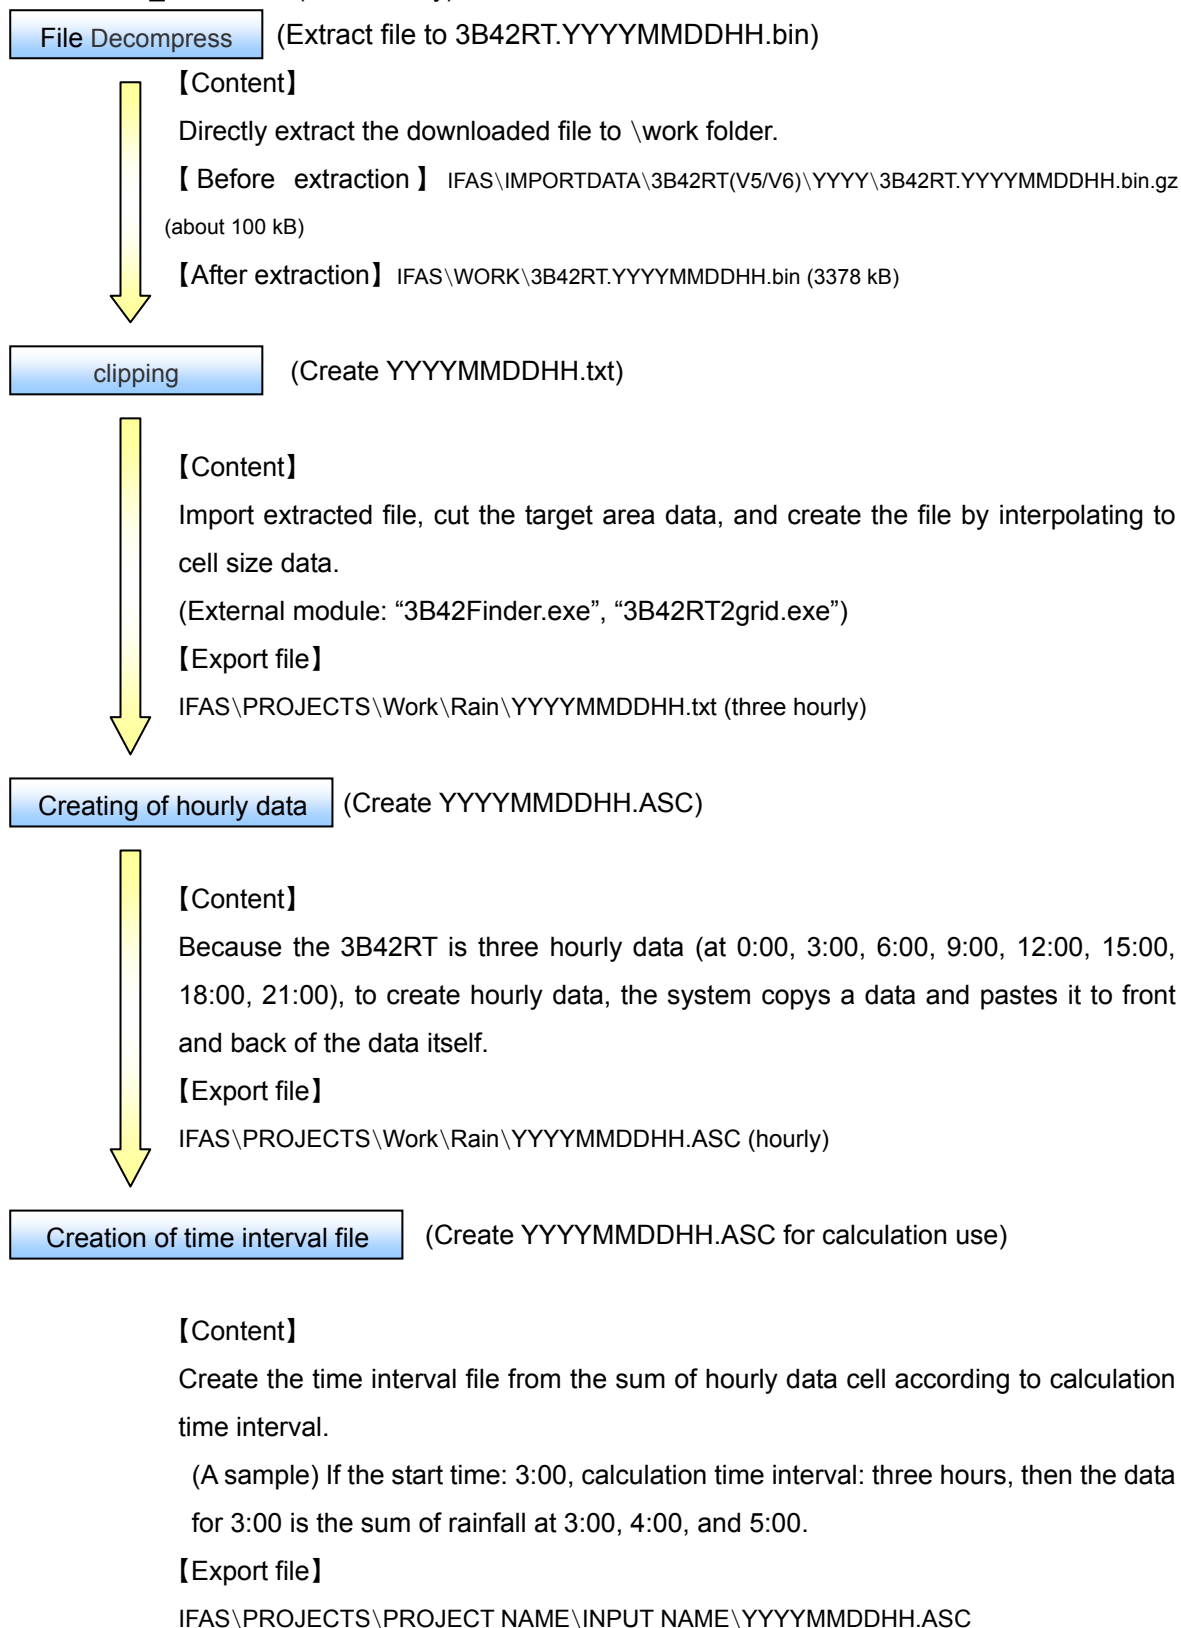 File Decompress (Extract file to 3B42RT.YYYYMMDDHH.bin)
【Content】
Directly extract the downloaded file to \work folder.
【Before extraction】 IFAS\IMPORTDATA\3B42RT(V5/V6)\YYYY\3B42RT.YYYYMMDDHH.bin.gz
(about 100 kB)
【After extraction】IFAS\WORK\3B42RT.YYYYMMDDHH.bin (3378 kB)
clipping (Create YYYYMMDDHH.txt)
【Content】
Import extracted file, cut the target area data, and create the file by interpolating to
cell size data.
(External module: “3B42Finder.exe”, “3B42RT2grid.exe”)
【Export file】
IFAS\PROJECTS\Work\Rain\YYYYMMDDHH.txt (three hourly)
Creating of hourly data (Create YYYYMMDDHH.ASC)
【Content】
Because the 3B42RT is three hourly data (at 0:00, 3:00, 6:00, 9:00, 12:00, 15:00,
18:00, 21:00), to create hourly data, the system copys a data and pastes it to front
and back of the data itself.
【Export file】
IFAS\PROJECTS\Work\Rain\YYYYMMDDHH.ASC (hourly)
Creation of time interval file (Create YYYYMMDDHH.ASC for calculation use)
【Content】
Create the time interval file from the sum of hourly data cell according to calculation
time interval.
(A sample) If the start time: 3:00, calculation time interval: three hours, then the data
for 3:00 is the sum of rainfall at 3:00, 4:00, and 5:00.
【Export file】
IFAS\PROJECTS\PROJECT NAME\INPUT NAME\YYYYMMDDHH.ASC